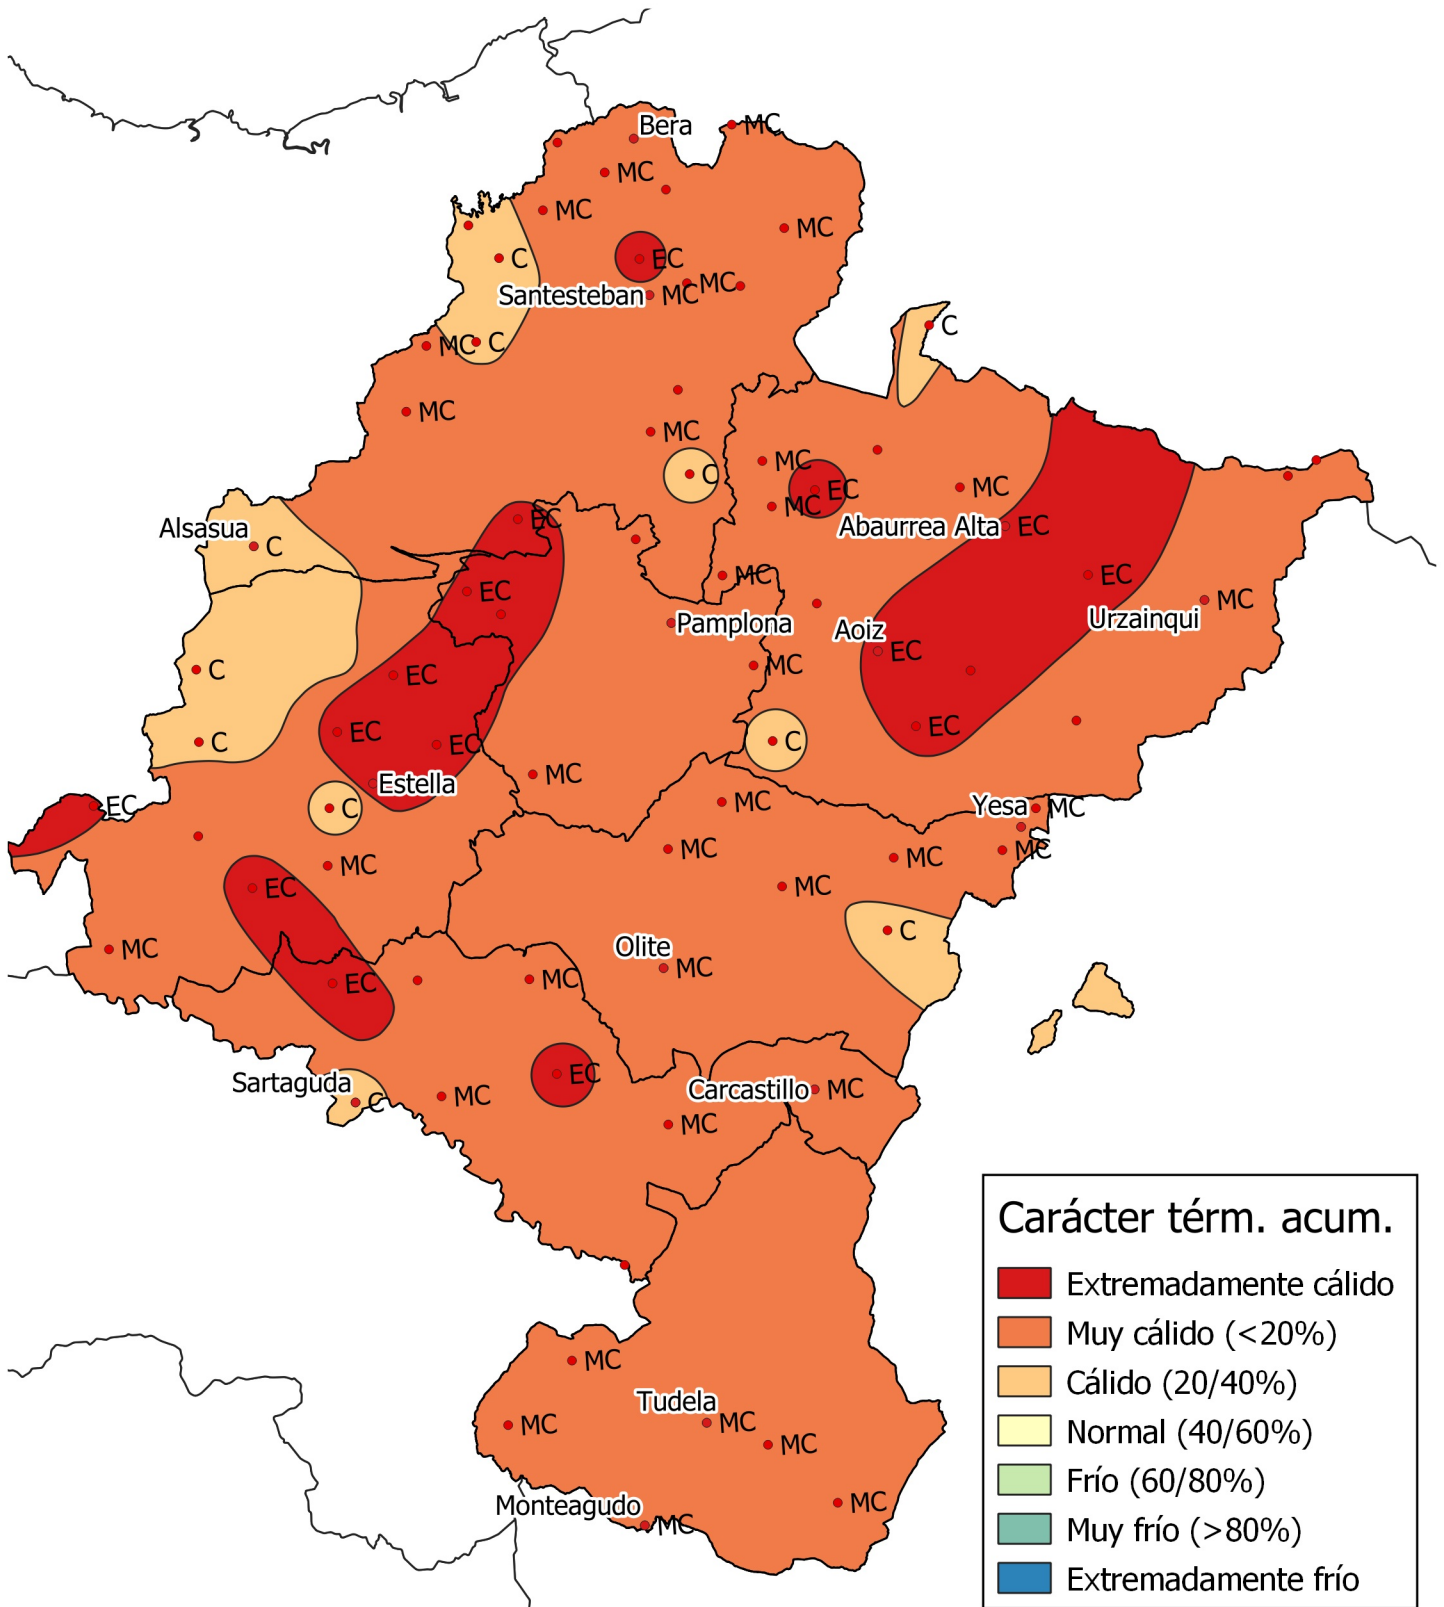 Bera
MC
MC
MC
MC
EC
C
MC
Santesteban
MC
C
MC
C
MC
MC
MC
C
EC
MC
MC
EC
Abaurrea Alta
EC
Alsasua
C
MC
EC
EC
MC
Urzainqui
Pamplona
Aoiz
EC
MC
C
EC
EC
EC
EC
C
C
MC
Estella
MC
Yesa
MC
EC
C
MC
MC
MC
MC
EC
MC
C
MC
Olite
MC
EC
MC
EC
Sartaguda
C
MC
Carcastillo
MC
MC
Carácter térm. acum.
Extremadamente cálido
Muy cálido (<20%)
Cálido (20/40%)
Normal (40/60%)
Frío (60/80%)
Muy frío (>80%)
Extremadamente frío
MC
Tudela
MC
MC
MC
Monteagudo
MC
MC